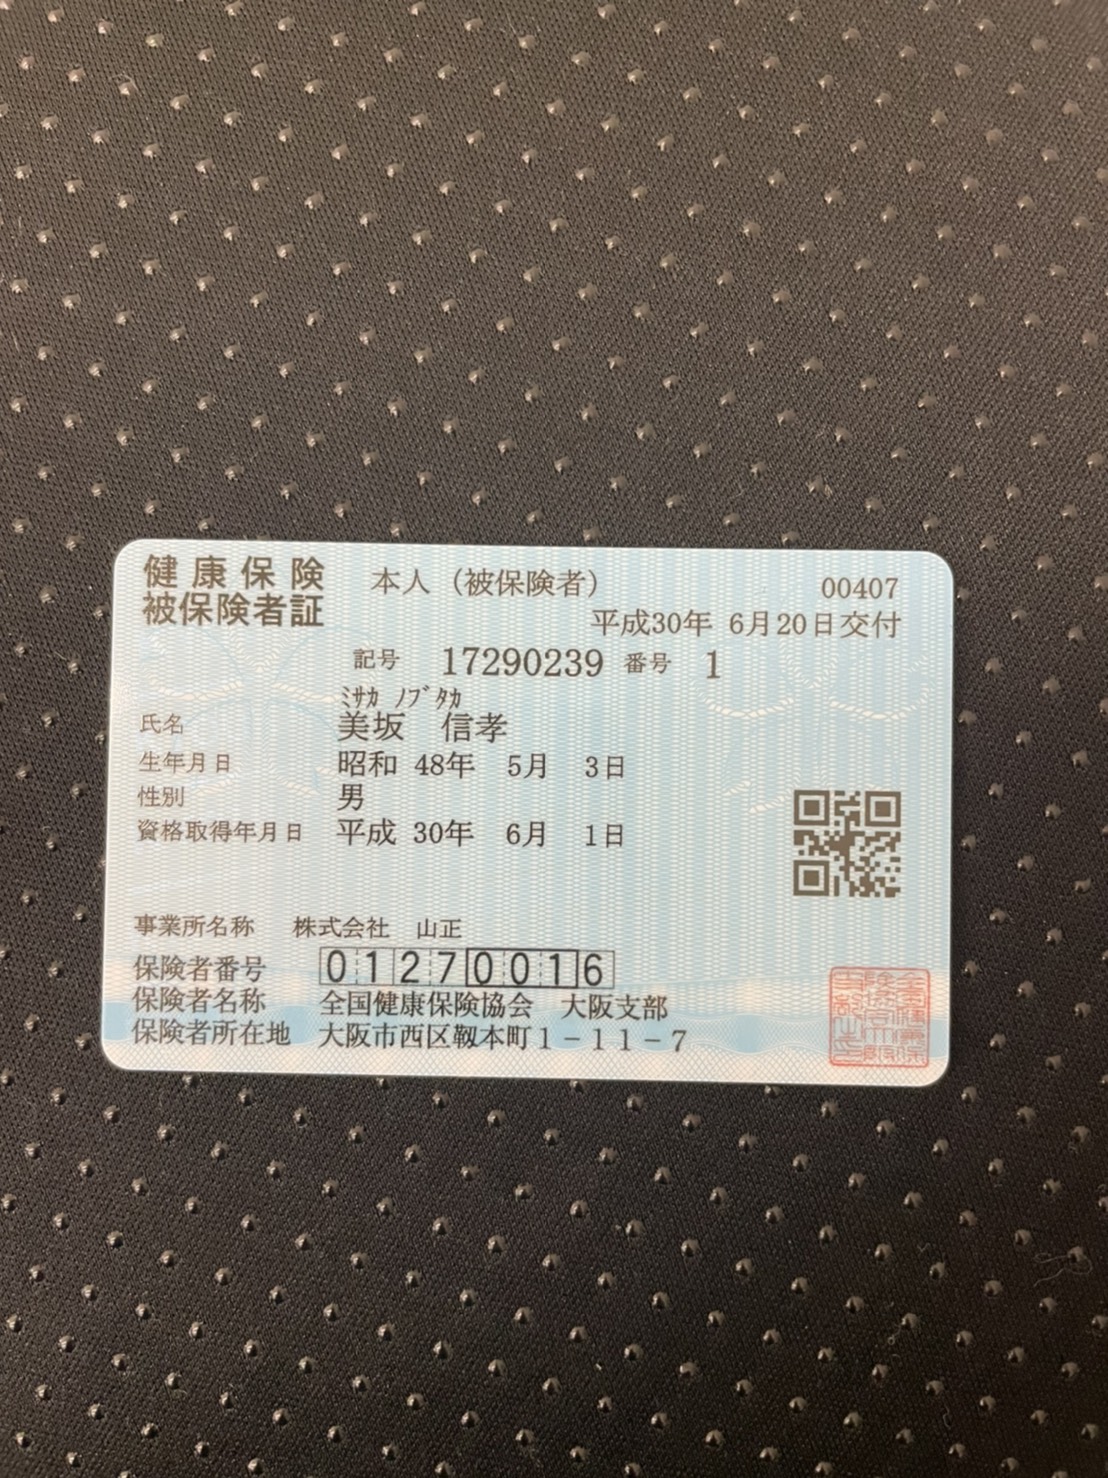 健康保険
被保険者証
本人（被保険者）
00407
平成30年 6月20日交付
記号 17290239 番号 1
ﾐｻｶ ﾉﾌﾞﾀｶ
氏名 美坂 信孝
生年月日 昭和 48年 5月 3日
性別 男
資格取得年月日 平成 30年 6月 1日
事業所名称 株式会社 山正
保険者番号 01270016
保険者名称 全国健康保険協会 大阪支部
保険者所在地 大阪市西区靱本町1－11－7